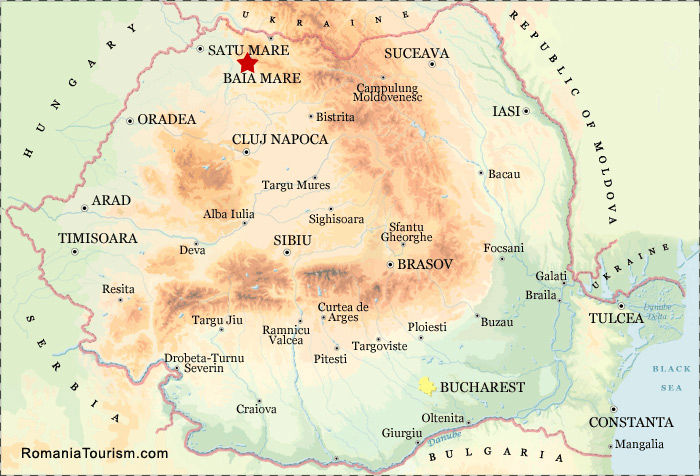 UKRAINE
SATU MARE
BAIA MARE
SUCEAVA
REPUBLIC OF MOLDOVA
HUNGARY
Campulung
Moldovenesc
Bistrita
IASI
ORADEA
CLUJ NAPOCA
Bacau
Targu Mures
ARAD
Alba Iulia
Sighisoara
Sfantu
Gheorghe
TIMISOARA
Deva
SIBIU
BRASOV
Focsani
UKRAINE
Resita
Galati
Braila
Danube
Delta
TULCEA
Curtea de
Arges
Targu Jiu
Ramnicu
Valcea
Ploiesti
Buzau
Pitesti
Targoviste
SERBIA
Drobeta-Turnu
Severin
BLACK
SEA
BUCHAREST
Craiova
Oltenita
CONSTANTA
Giurgiu
Danube
Mangalia
BULGARIA
RomaniaTourism.com